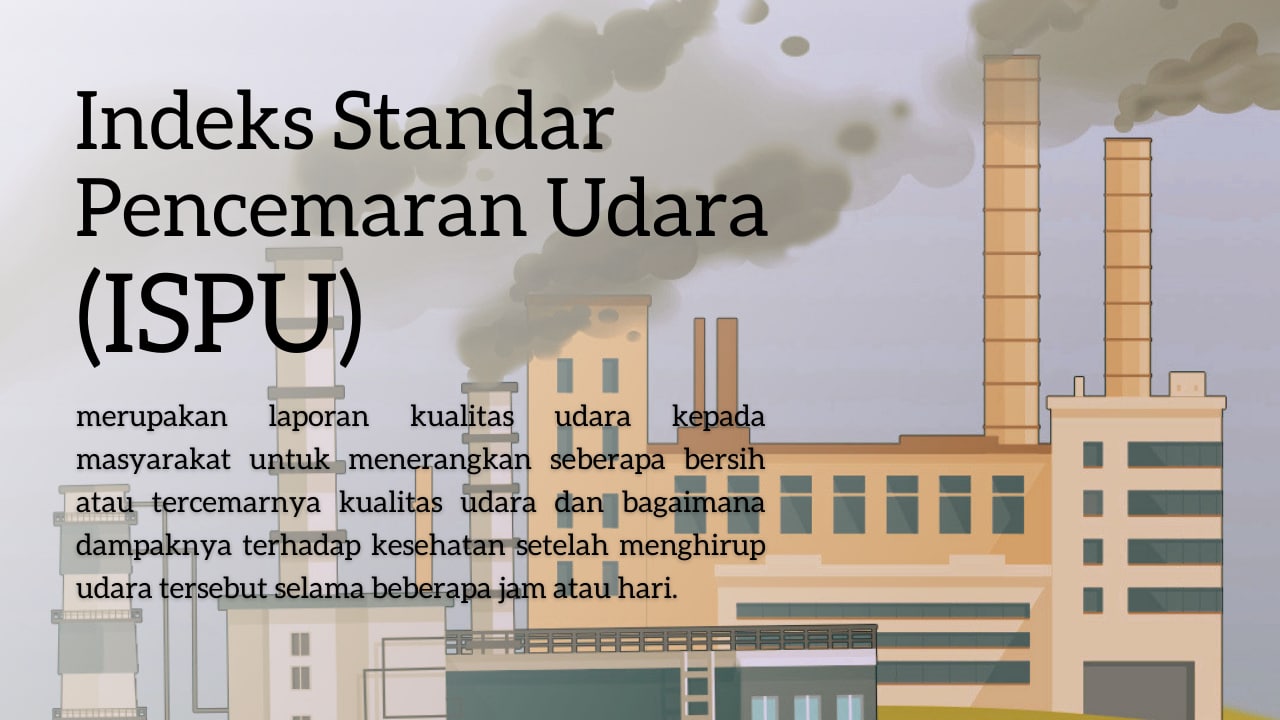 Indeks Standar
Pencemaran Udara
(ISPU)
merupakan laporan kualitas udara kepada
masyarakat untuk menerangkan seberapa bersih
atau tercemarnya kualitas udara dan bagaimana
dampaknya terhadap kesehatan setelah menghirup
udara tersebut selama beberapa jam atau hari.